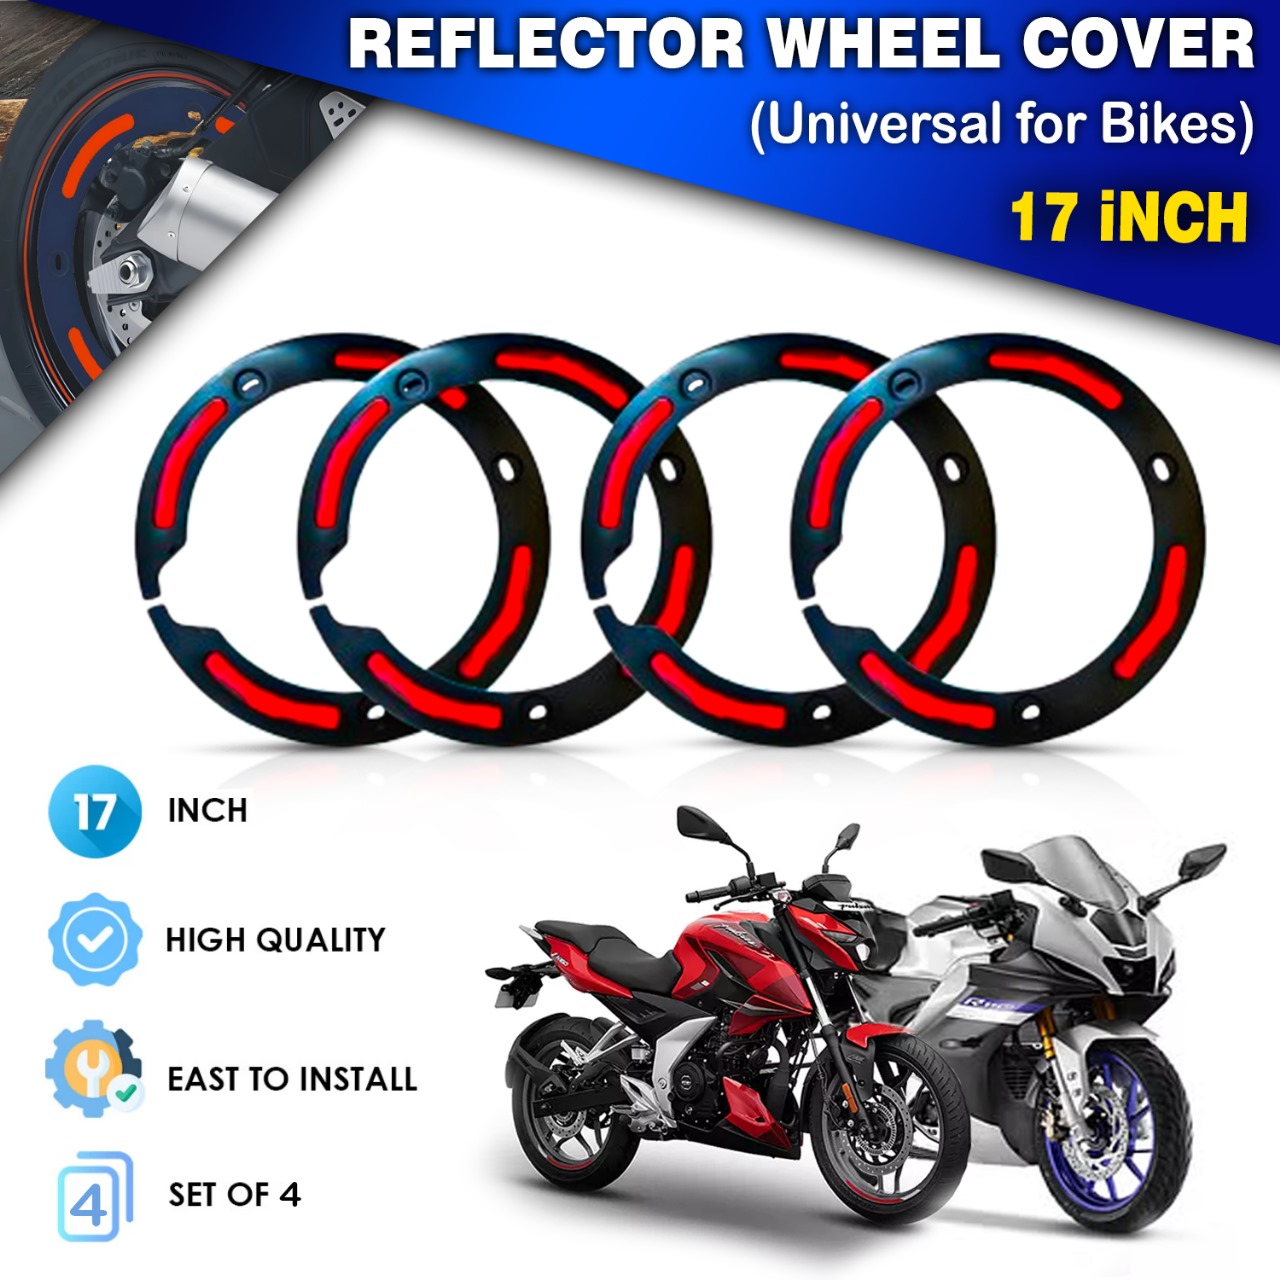 REFLECTOR WHEEL COVER
(Universal for Bikes)
17 iNCH
17 INCH
HIGH QUALITY
EAST TO INSTALL
4 SET OF 4